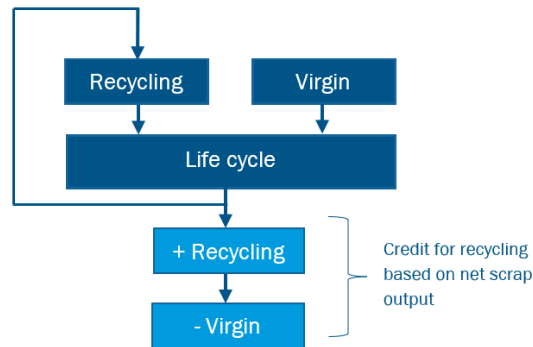 Recycling
Virgin
Life cycle
+ Recycling
- Virgin
Credit for recycling
based on net scrap
output